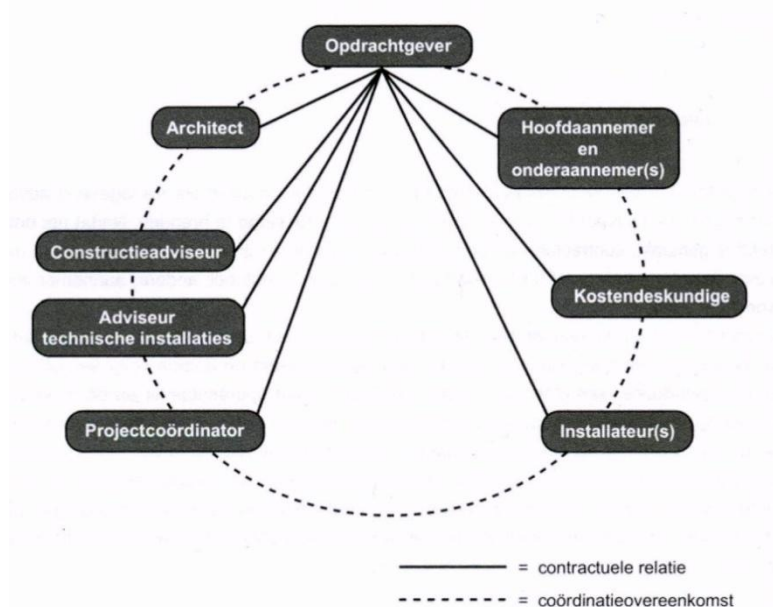 Opdrachtgever
Architect
Hoofdaannemer
en
onderaannemer(s)
Constructieadviseur
Kostendeskundige
Adviseur
technische installaties
Projectcoördinator
Installateur(s)
= contractuele relatie
= coördinatieovereenkomst